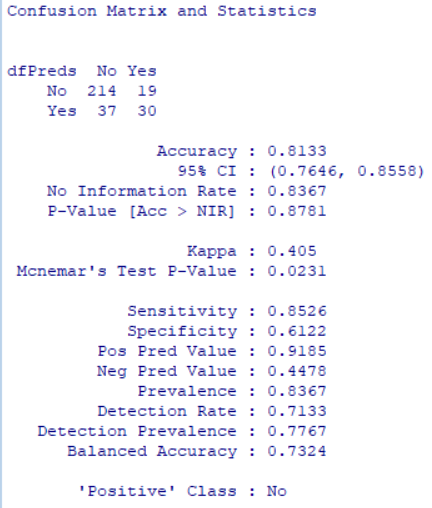 Confusion Matrix and Statistics
dfPreds No Yes
No 214 19
Yes 37 30
Accuracy : 0.8133
95% CI : (0.7646, 0.8558)
No Information Rate : 0.8367
P-Value [Acc > NIR] : 0.8781
Kappa : 0.405
Mcnemar's Test P-Value : 0.0231
Sensitivity : 0.8526
Specificity : 0.6122
Pos Pred Value : 0.9185
Neg Pred Value : 0.4478
Prevalence : 0.8367
Detection Rate : 0.7133
Detection Prevalence : 0.7767
Balanced Accuracy : 0.7324
'Positive' Class : No